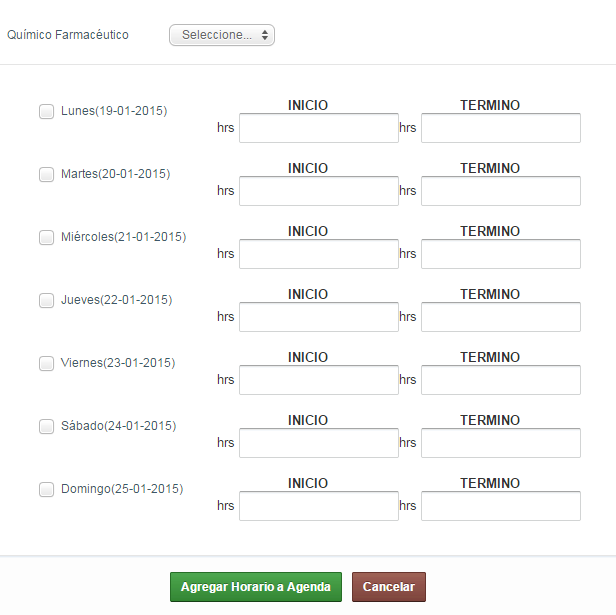 Químico Farmacéutico Seleccione...
INICIO TERMINO
Lunes(19-01-2015)
hrs hrs
INICIO TERMINO
Martes(20-01-2015)
hrs hrs
INICIO TERMINO
Miércoles(21-01-2015)
hrs hrs
INICIO TERMINO
Jueves(22-01-2015)
hrs hrs
INICIO TERMINO
Viernes(23-01-2015)
hrs hrs
INICIO TERMINO
Sábado(24-01-2015)
hrs hrs
INICIO TERMINO
Domingo(25-01-2015)
hrs hrs
Agregar Horario a Agenda Cancelar